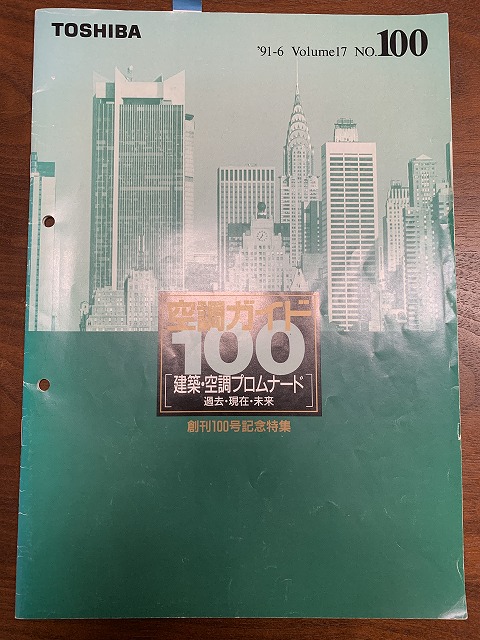 TOSHIBA
'91-6 Volume17 NO.100
空調ガイド
100
[建築・空調プロムナード]
過去・現在・未来
創刊100号記念特集